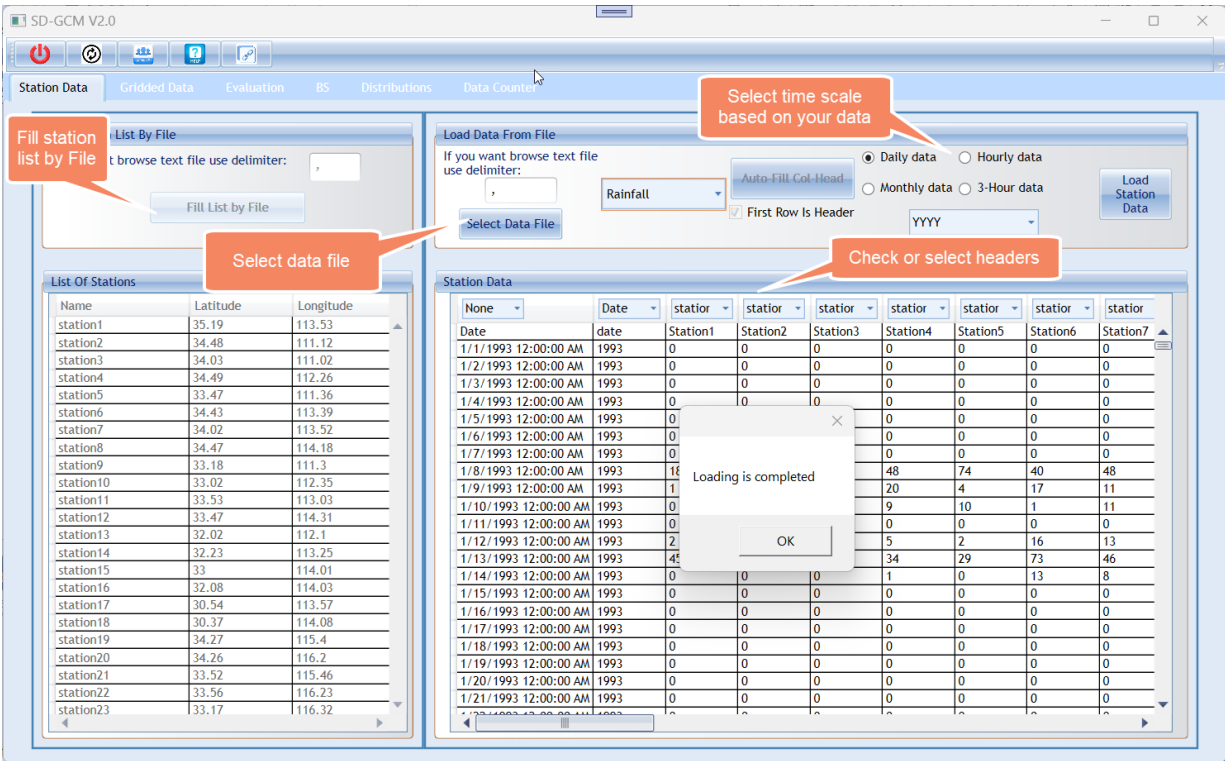 SD-GCM V2.0
HELP
Station Data Gridded Data Evaluation BS Distributions Data Counter
Select time scale
based on your data
Fill station
list by File
List By File
t browse text file use delimiter:
,
Fill List by File
Select data file
Load Data From File
If you want browse text file
use delimiter:
,
Select Data File
Rainfall
Auto-Fill Col-Head
First Row Is Header
Daily data Hourly data
Monthly data 3-Hour data
YYYY
Load
Station
Data
Check or select headers
List Of Stations
Name Latitude Longitude
station1 35.19 113.53
station2 34.48 111.12
station3 34.03 111.02
station4 34.49 112.26
station5 33.47 111.36
station6 34.43 113.39
station7 34.02 113.52
station8 34.47 114.18
station9 33.18 111.3
station10 33.02 112.35
station11 33.53 113.03
station12 33.47 114.31
station13 32.02 112.1
station14 32.23 113.25
station15 33 114.01
station16 32.08 114.03
station17 30.54 113.57
station18 30.37 114.08
station19 34.27 115.4
station20 34.26 116.2
station21 33.52 115.46
station22 33.56 116.23
station23 33.17 116.32
Station Data
None Date station station station station station station station
Date date Station1 Station2 Station3 Station4 Station5 Station6 Station7
1/1/1993 12:00:00 AM 1993 0 0 0 0 0 0 0
1/2/1993 12:00:00 AM 1993 0 0 0 0 0 0 0
1/3/1993 12:00:00 AM 1993 0 0 0 0 0 0 0
1/4/1993 12:00:00 AM 1993 0 0 0 0 0 0 0
1/5/1993 12:00:00 AM 1993 0 0 0 0 0
1/6/1993 12:00:00 AM 1993 0 0 0 0 0
1/7/1993 12:00:00 AM 1993 0 0 0 0 0
1/8/1993 12:00:00 AM 1993 18 48 74 40 48
1/9/1993 12:00:00 AM 1993 1 20 4 17 11
1/10/1993 12:00:00 AM 1993 0 9 10 1 11
1/11/1993 12:00:00 AM 1993 0 0 0 0 0
1/12/1993 12:00:00 AM 1993 2 5 2 16 13
1/13/1993 12:00:00 AM 1993 45 34 29 73 46
1/14/1993 12:00:00 AM 1993 0 0 0 1 0 13 8
1/15/1993 12:00:00 AM 1993 0 0 0 0 0 0 0
1/16/1993 12:00:00 AM 1993 0 0 0 0 0 0 0
1/17/1993 12:00:00 AM 1993 0 0 0 0 0 0 0
1/18/1993 12:00:00 AM 1993 0 0 0 0 0 0 0
1/19/1993 12:00:00 AM 1993 0 0 0 0 0 0 0
1/20/1993 12:00:00 AM 1993 0 0 0 0 0 0 0
1/21/1993 12:00:00 AM 1993 0 0 0 0 0 0 0
Loading is completed
OK